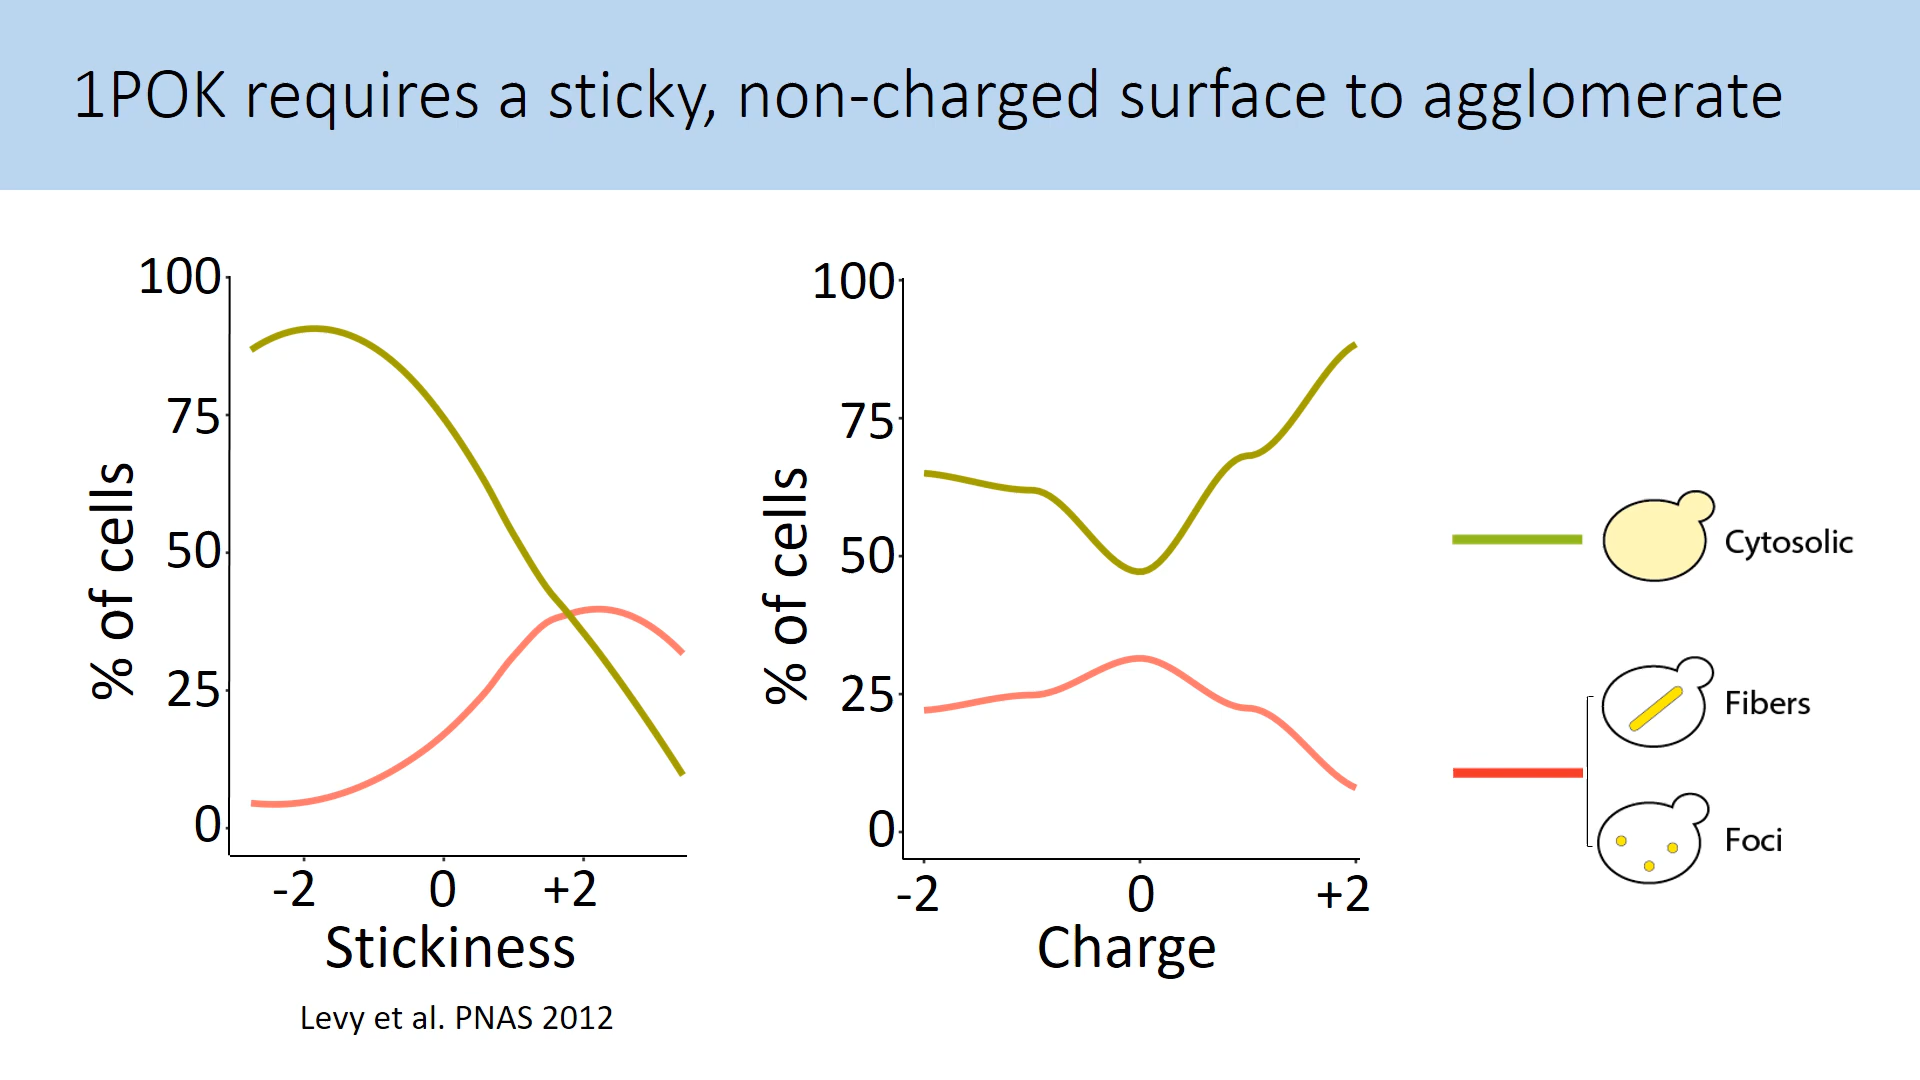 1POK requires a sticky, non-charged surface to agglomerate
100
75
50
25
0
% of cells
-2 0 +2
Stickiness
Levy et al. PNAS 2012
100
75
50
25
0
% of cells
-2 0 +2
Charge
Cytosolic
Fibers
Foci